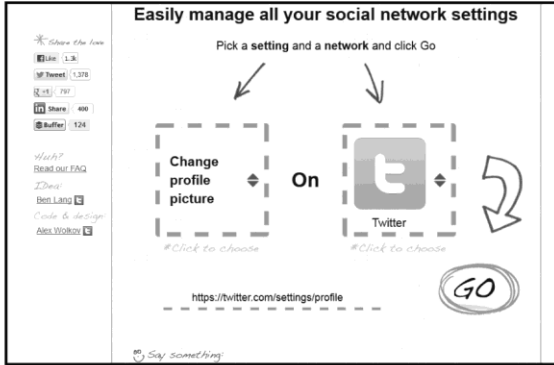 Easily manage all your social network settings
Pick a setting and a network and click Go
Share the love
Like 1.3k
Tweet 1,378
+1 797
in Share 400
Buffer 124
Huh?
Read our FAQ
Idea:
Ben Lang
Code & design:
Alex Wolkov
Change
profile
picture
On
Twitter
#Click to choose
#Click to choose
GO
https://twitter.com/settings/profile
Say something: